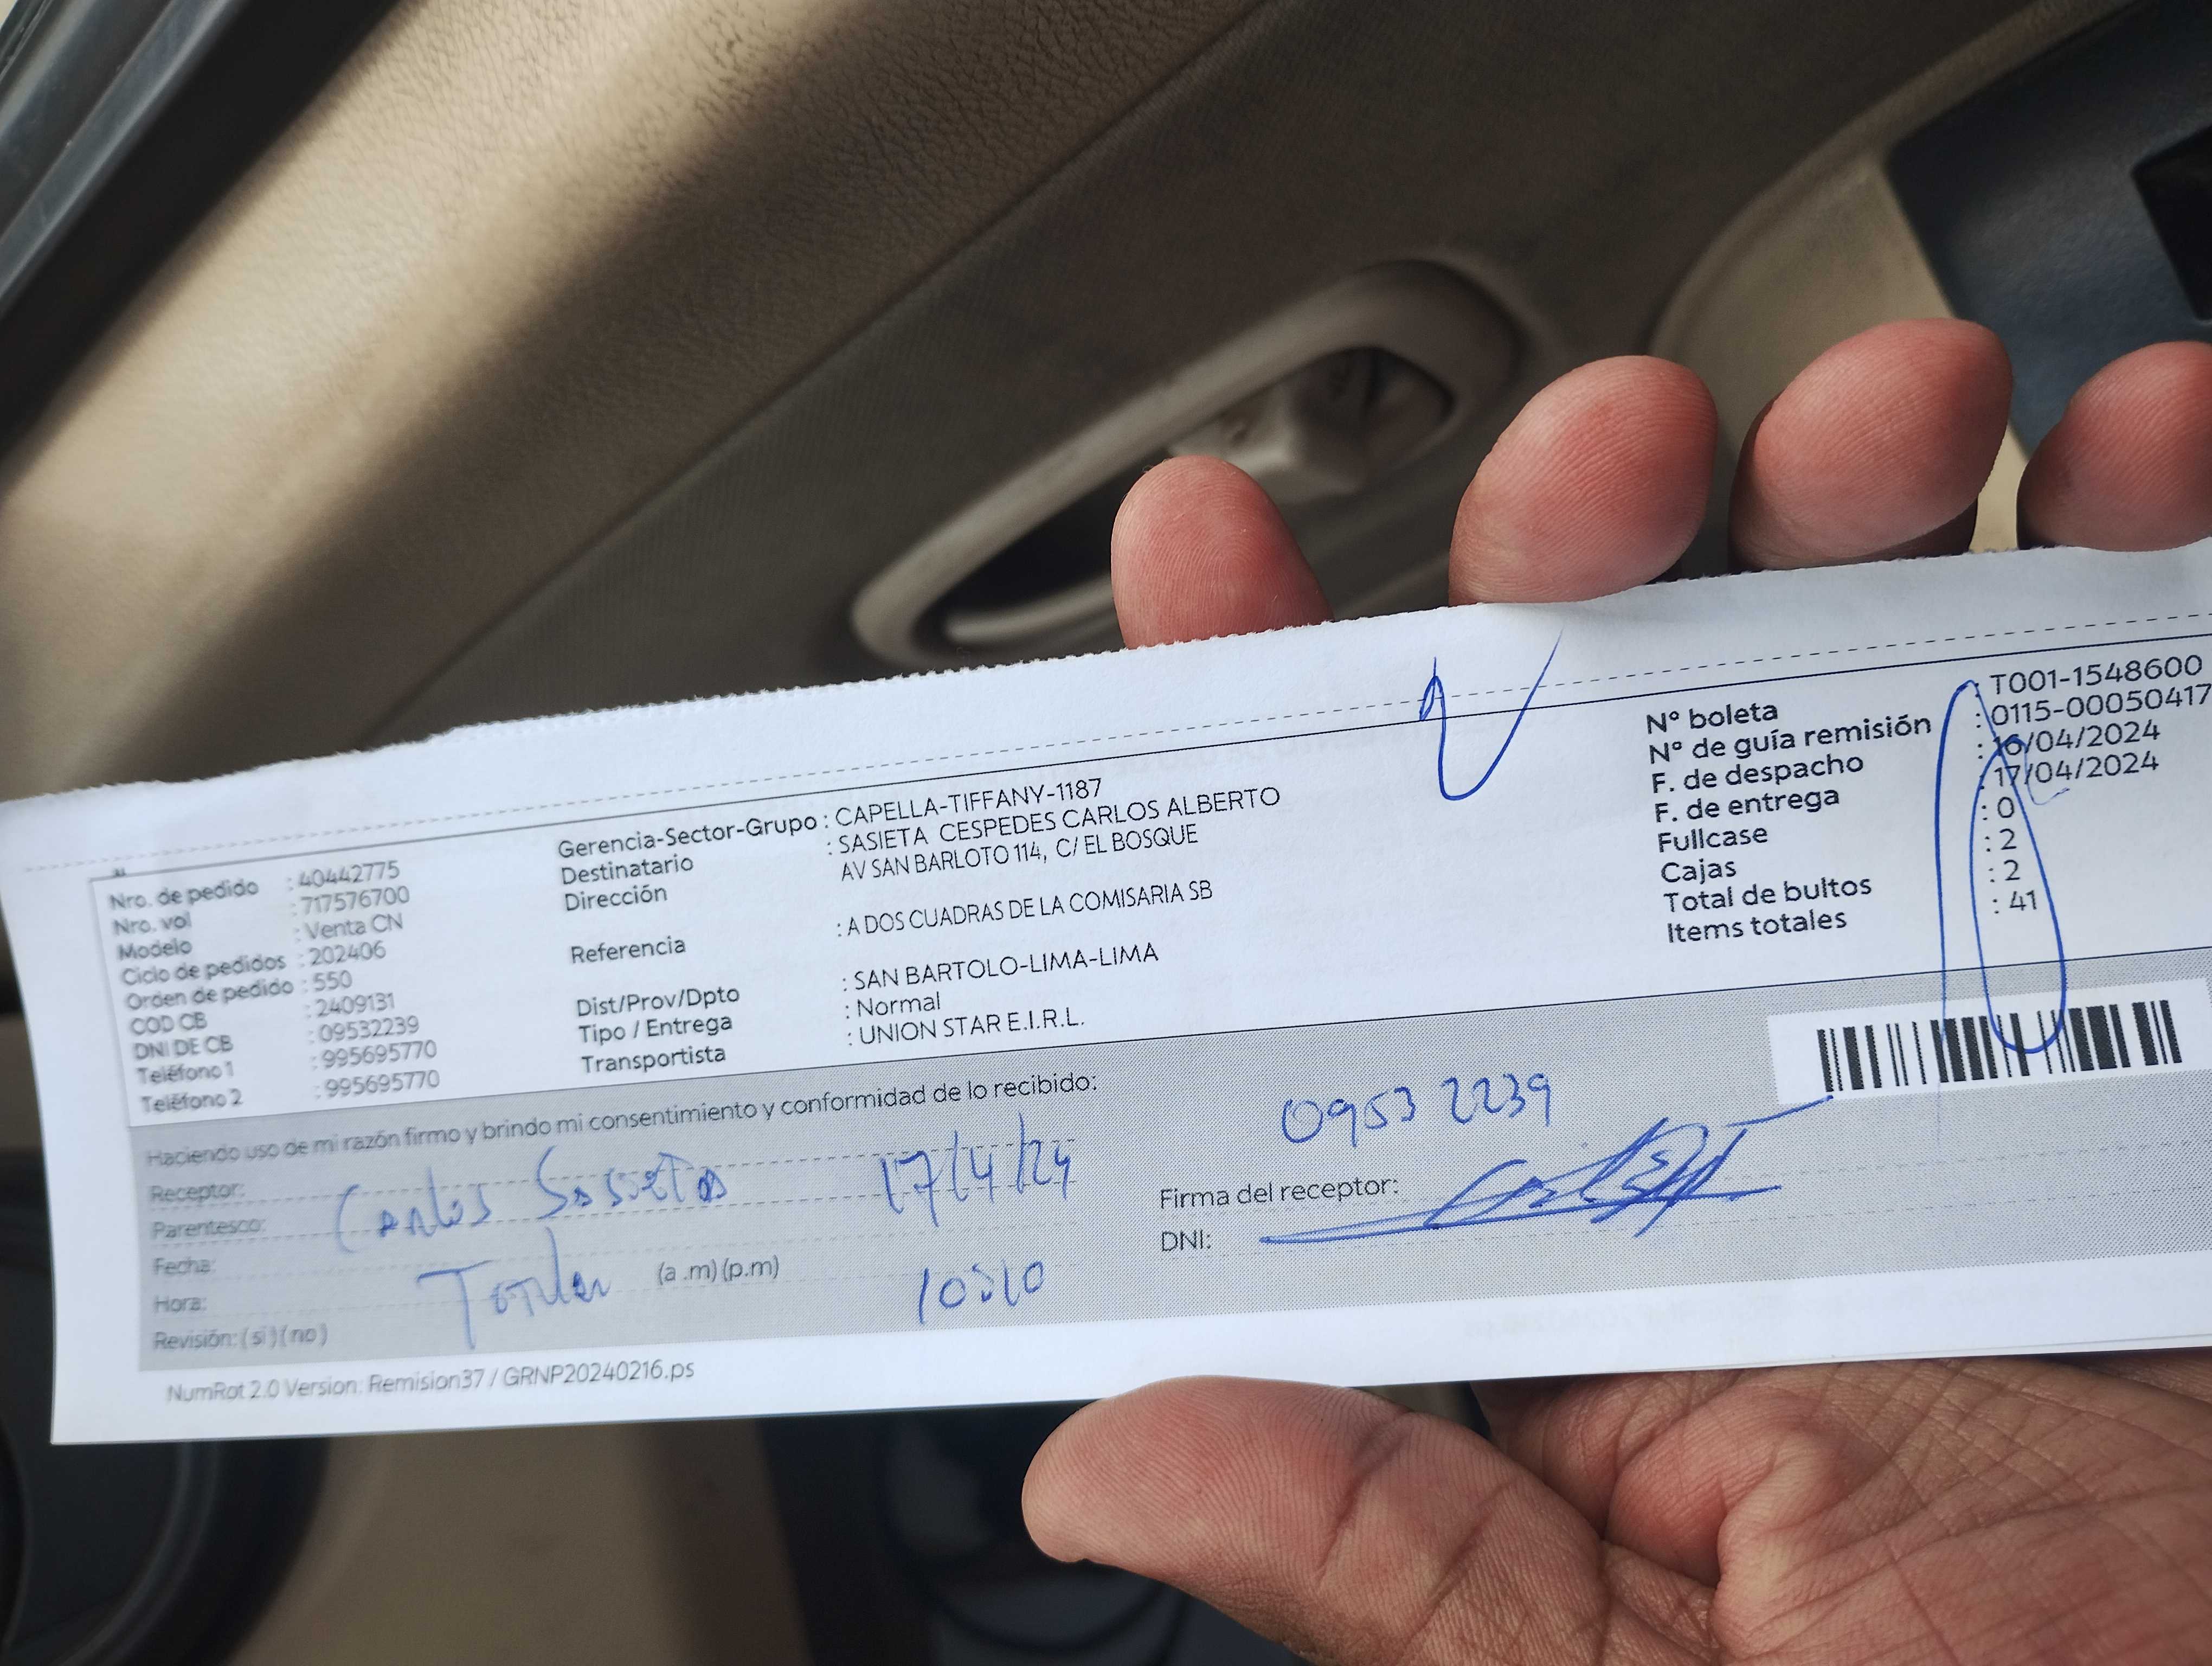 Nro. de pedido : 40442775
Nro. vol : 717576700
Modelo : Venta CN
Ciclo de pedidos : 202406
Orden de pedido : 550
COD CB : 2409131
DNI DE CB : 09532239
Teléfono 1 : 995695770
Teléfono 2 : 995695770
Gerencia-Sector-Grupo : CAPELLA-TIFFANY-1187
Destinatario : SASIETA CESPEDES CARLOS ALBERTO
Dirección AV SAN BARLOTO 114, C/ EL BOSQUE
Referencia : A DOS CUADRAS DE LA COMISARIA SB
Dist/Prov/Dpto : SAN BARTOLO-LIMA-LIMA
Tipo / Entrega : Normal
Transportista : UNION STAR E.I.R.L.
Nº boleta : T001-1548600
Nº de guía remisión : 0115-00050417
F. de despacho : 16/04/2024
F. de entrega : 17/04/2024
Fullcase : 0
Cajas : 2
Total de bultos : 2
Items totales : 41
Haciendo uso de mi razón firmo y brindo mi consentimiento y conformidad de lo recibido:
Receptor: Carlos Sasieta
Parentesco:
Fecha: 17/4/24
Hora: (a .m) (p.m) 10:10
Revisión: ( si ) ( no )
09532239
Firma del receptor:
DNI:
NumRot 2.0 Version: Remision37 / GRNP20240216.ps